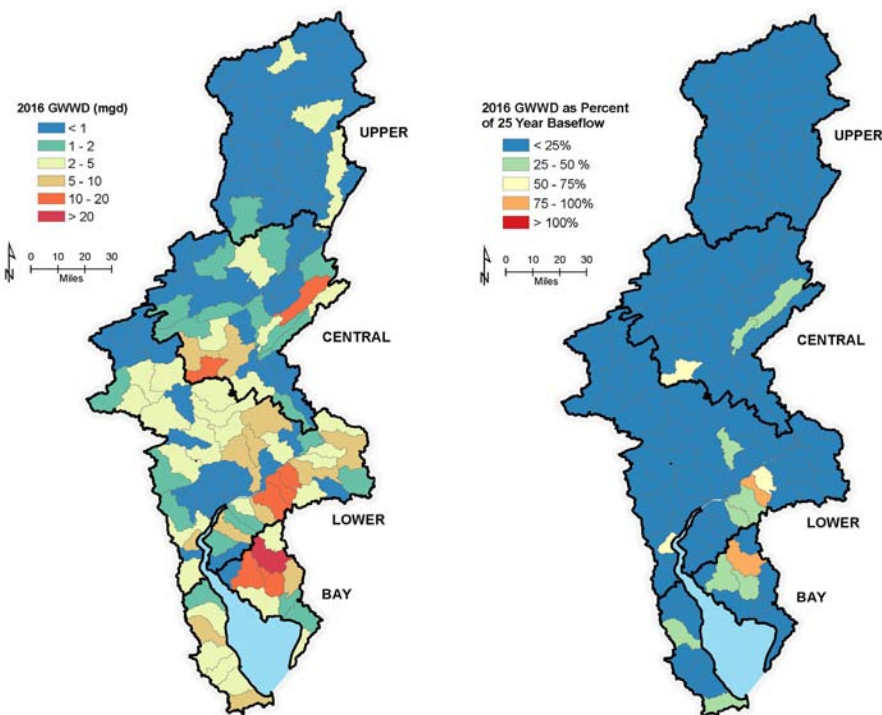 2016 GWWD (mgd)
< 1
1 - 2
2 - 5
5 - 10
10 - 20
> 20
N
0 10 20 30
Miles
UPPER
CENTRAL
LOWER
BAY
2016 GWWD as Percent
of 25 Year Baseflow
< 25%
25 - 50 %
50 - 75%
75 - 100%
> 100%
N
0 10 20 30
Miles
UPPER
CENTRAL
LOWER
BAY